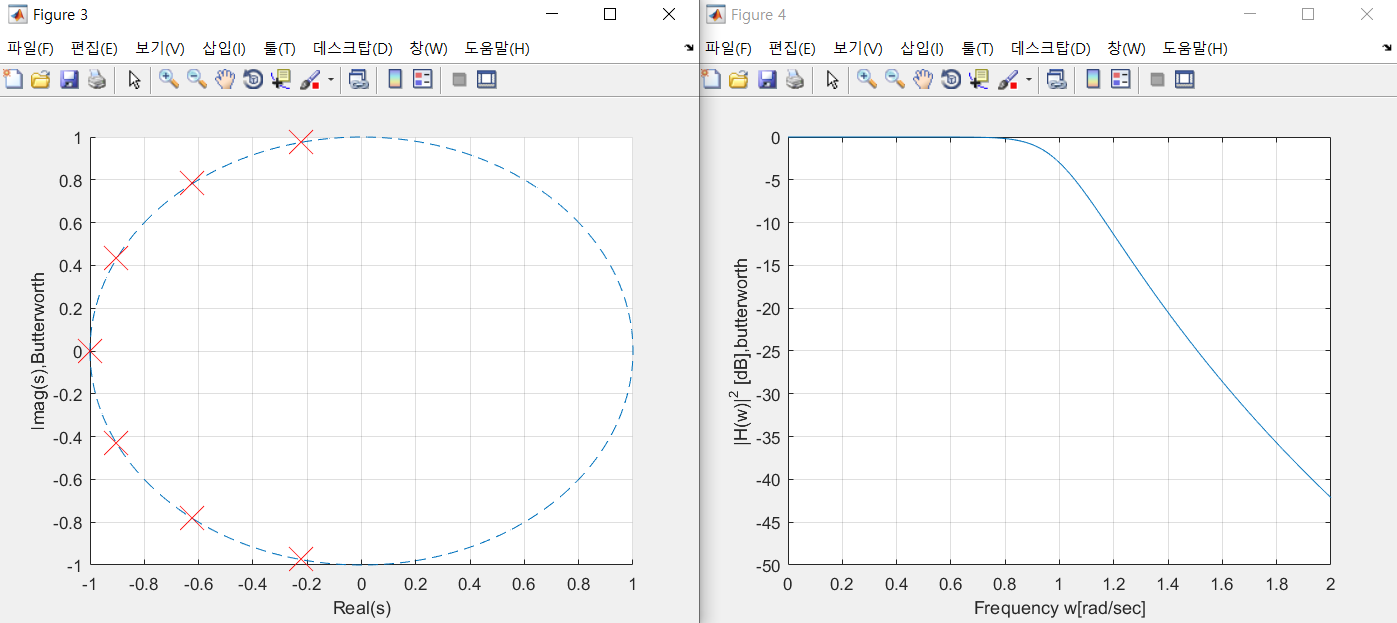 Figure 3
파일(F) 편집(E) 보기(V) 삽입(I) 툴(T) 데스크탑(D) 창(W) 도움말(H)
1
0.8
0.6
0.4
0.2
0
-0.2
-0.4
-0.6
-0.8
-1
Imag(s),Butterworth
-1 -0.8 -0.6 -0.4 -0.2 0 0.2 0.4 0.6 0.8 1
Real(s)
Figure 4
파일(F) 편집(E) 보기(V) 삽입(I) 툴(T) 데스크탑(D) 창(W) 도움말(H)
0
-5
-10
-15
-20
-25
-30
-35
-40
-45
-50
|H(w)|² [dB],butterworth
0 0.2 0.4 0.6 0.8 1 1.2 1.4 1.6 1.8 2
Frequency w[rad/sec]